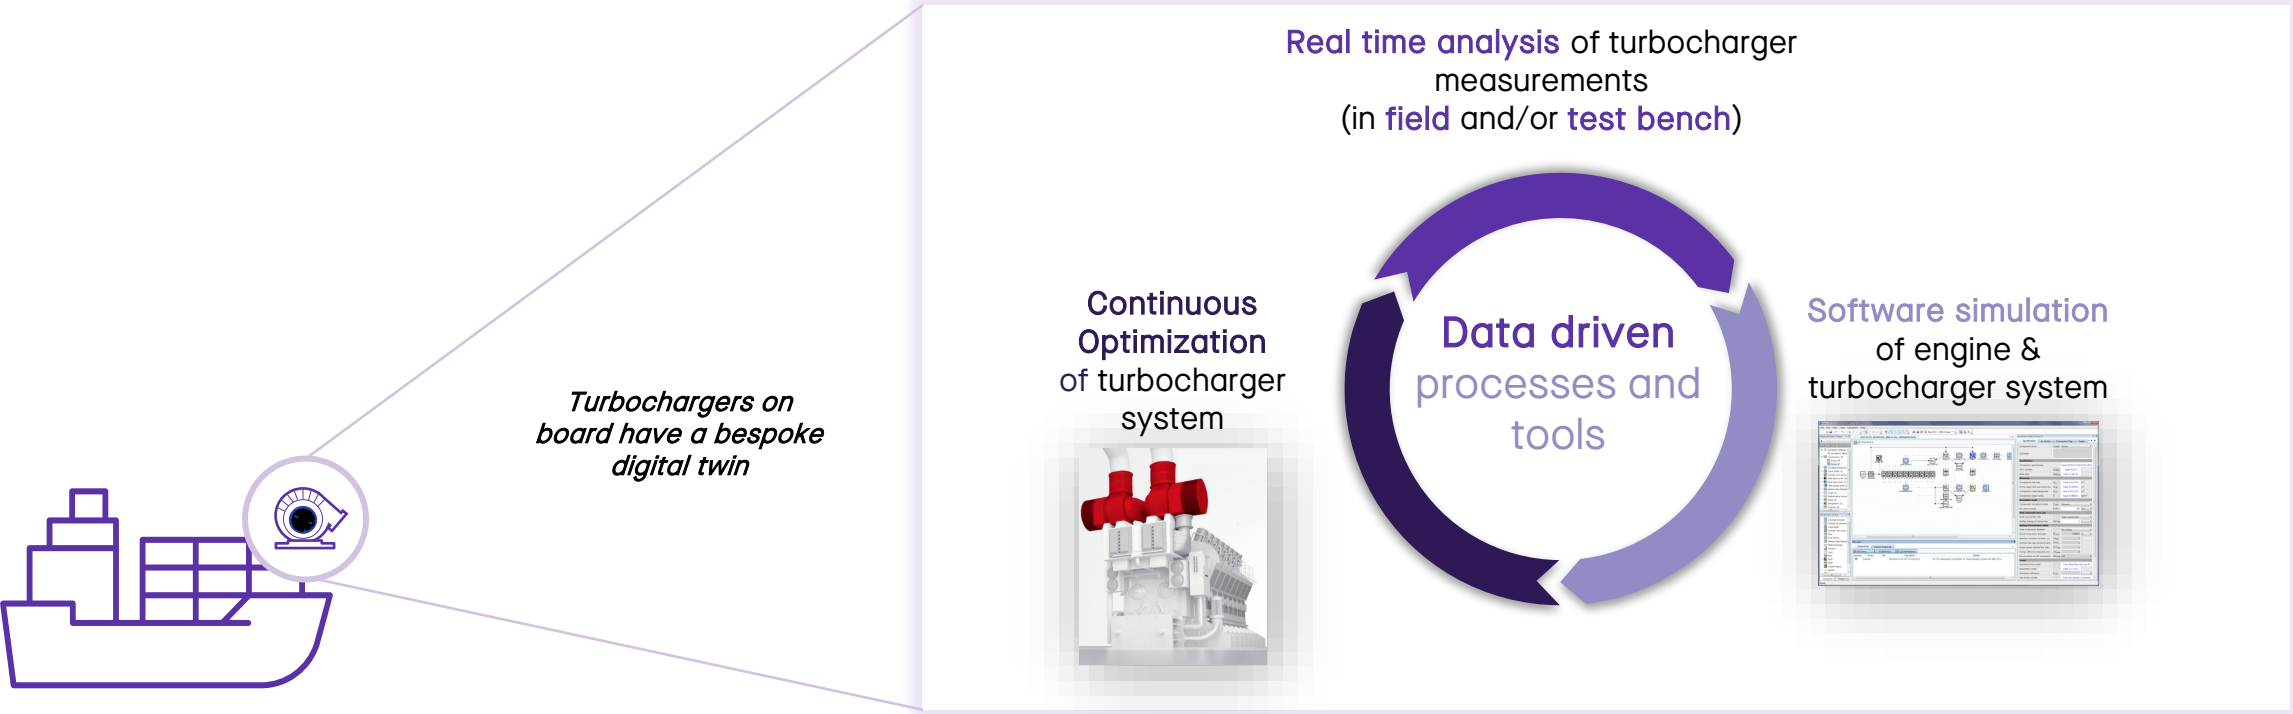 Real time analysis of turbocharger
measurements
(in field and/or test bench)
Continuous
Optimization
of turbocharger
system
Data driven
processes and
tools
Software simulation
of engine &
turbocharger system
Turbochargers on
board have a bespoke
digital twin